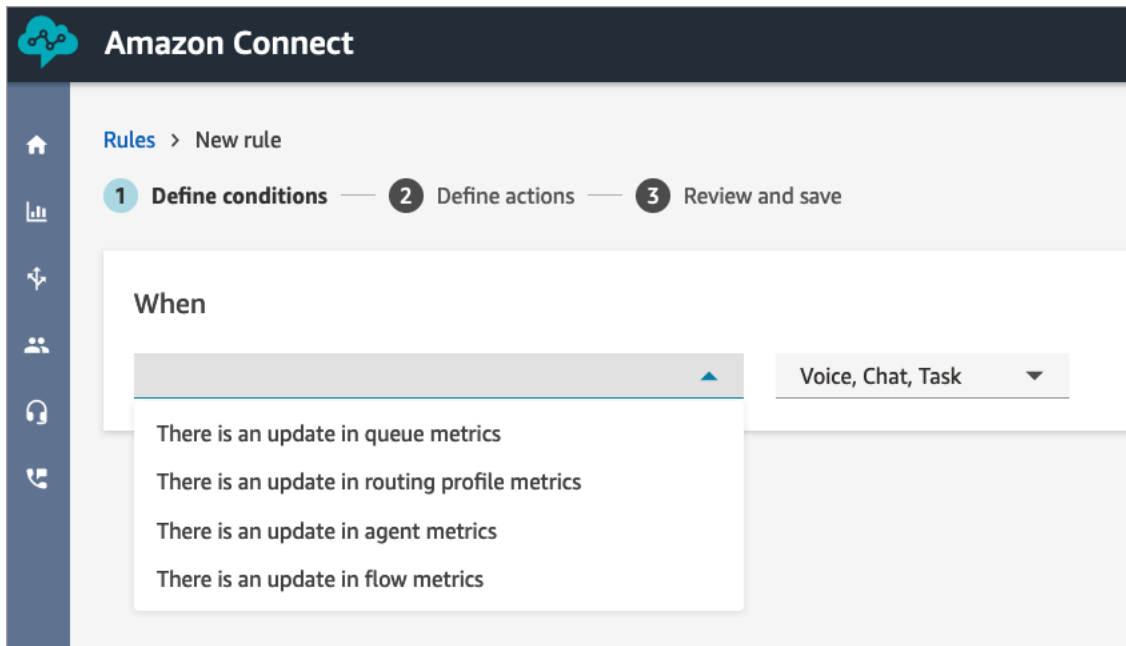 Amazon Connect
Rules > New rule
1 Define conditions 2 Define actions 3 Review and save
When
Voice, Chat, Task
There is an update in queue metrics
There is an update in routing profile metrics
There is an update in agent metrics
There is an update in flow metrics